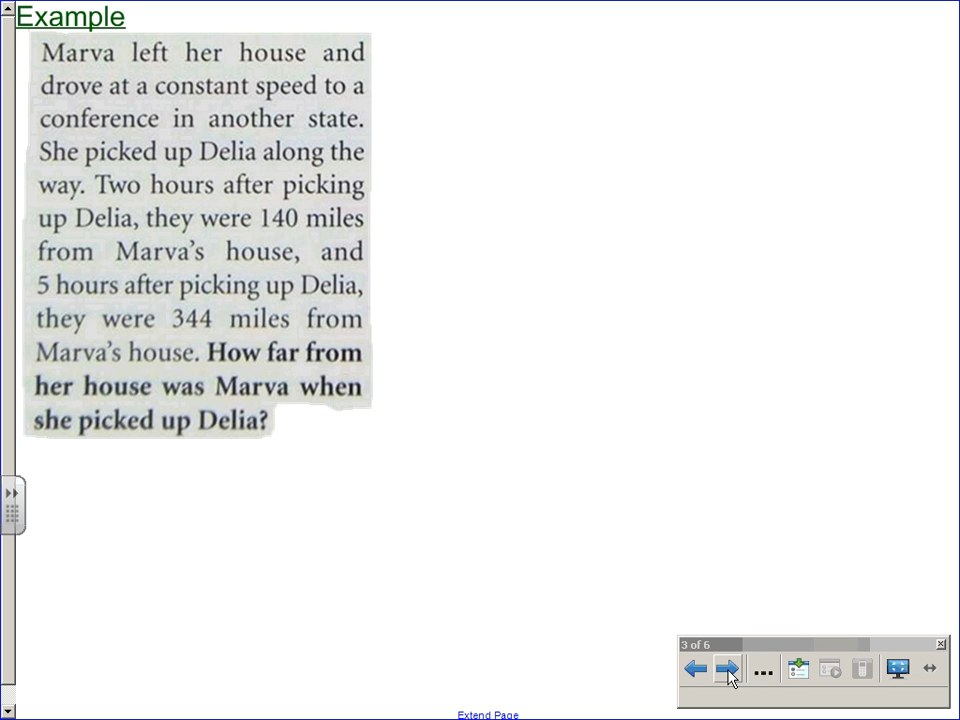 Example
Marva left her house and
drove at a constant speed to a
conference in another state.
She picked up Delia along the
way. Two hours after picking
up Delia, they were 140 miles
from Marva's house, and
5 hours after picking up Delia,
they were 344 miles from
Marva's house. How far from
her house was Marva when
she picked up Delia?
3 of 6
Extend Page